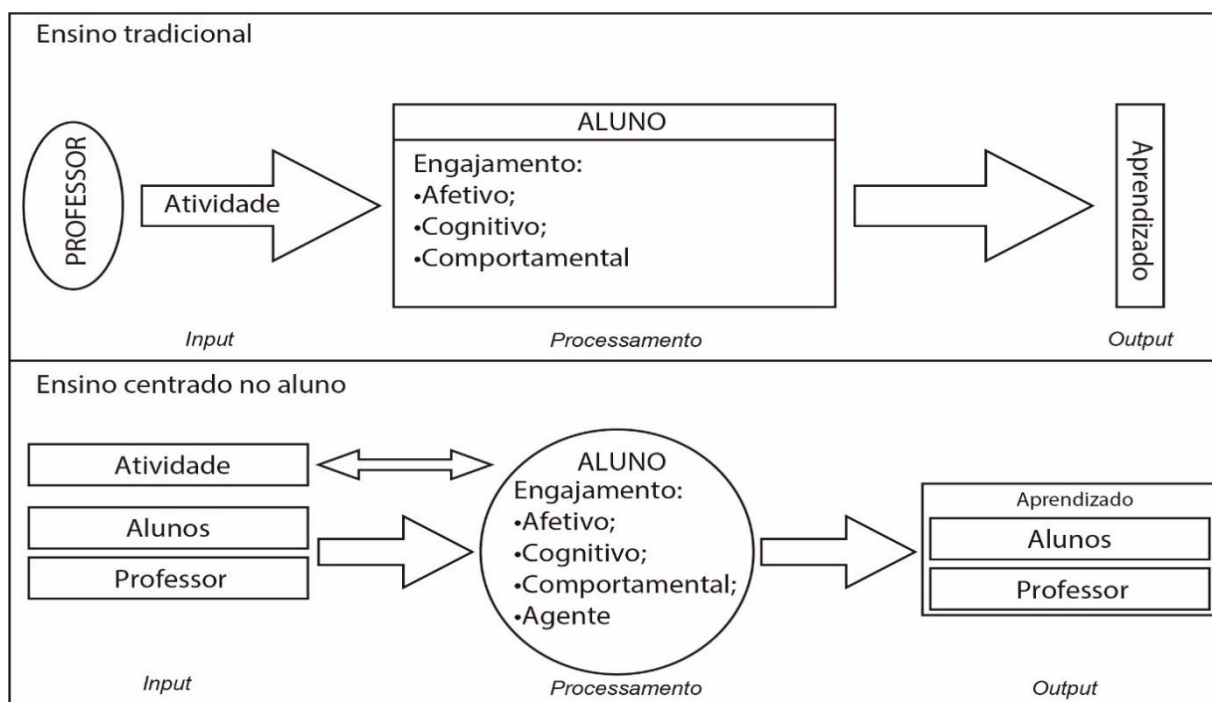 Ensino tradicional
PROFESSOR
Atividade
ALUNO
Engajamento:
•Afetivo;
•Cognitivo;
•Comportamental
Aprendizado
Input
Processamento
Output
Ensino centrado no aluno
Atividade
Alunos
Professor
ALUNO
Engajamento:
•Afetivo;
•Cognitivo;
•Comportamental;
•Agente
Aprendizado
Alunos
Professor
Input
Processamento
Output